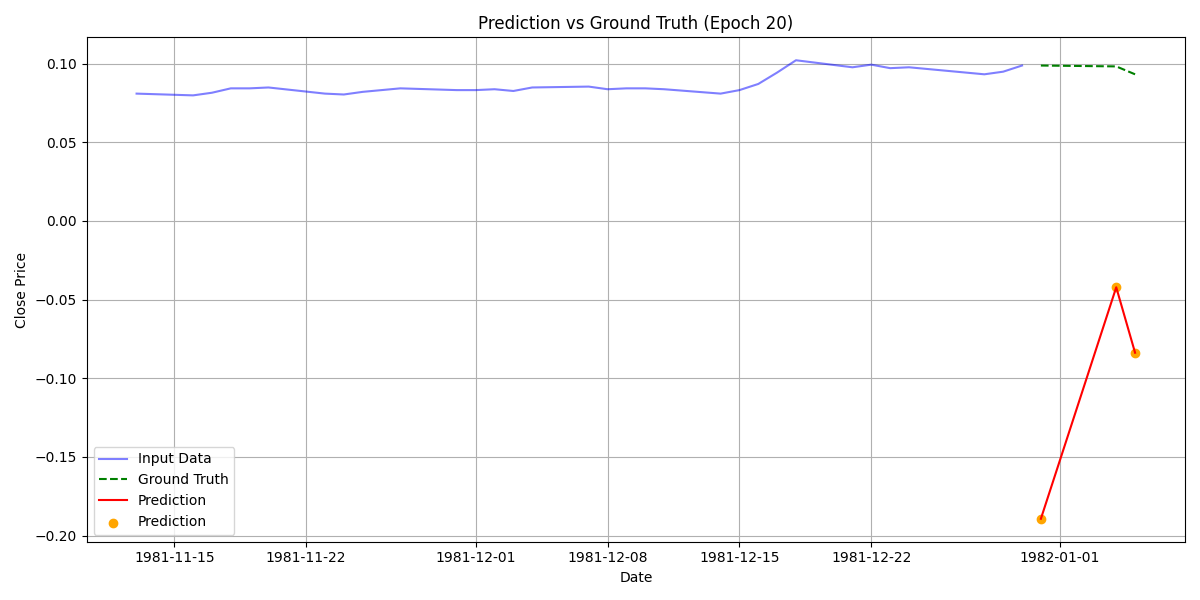 Prediction vs Ground Truth (Epoch 20)
Close Price
0.10
0.05
0.00
−0.05
−0.10
−0.15
−0.20
Input Data
Ground Truth
Prediction
Prediction
1981-11-15
1981-11-22
1981-12-01
1981-12-08
1981-12-15
1981-12-22
1982-01-01
Date